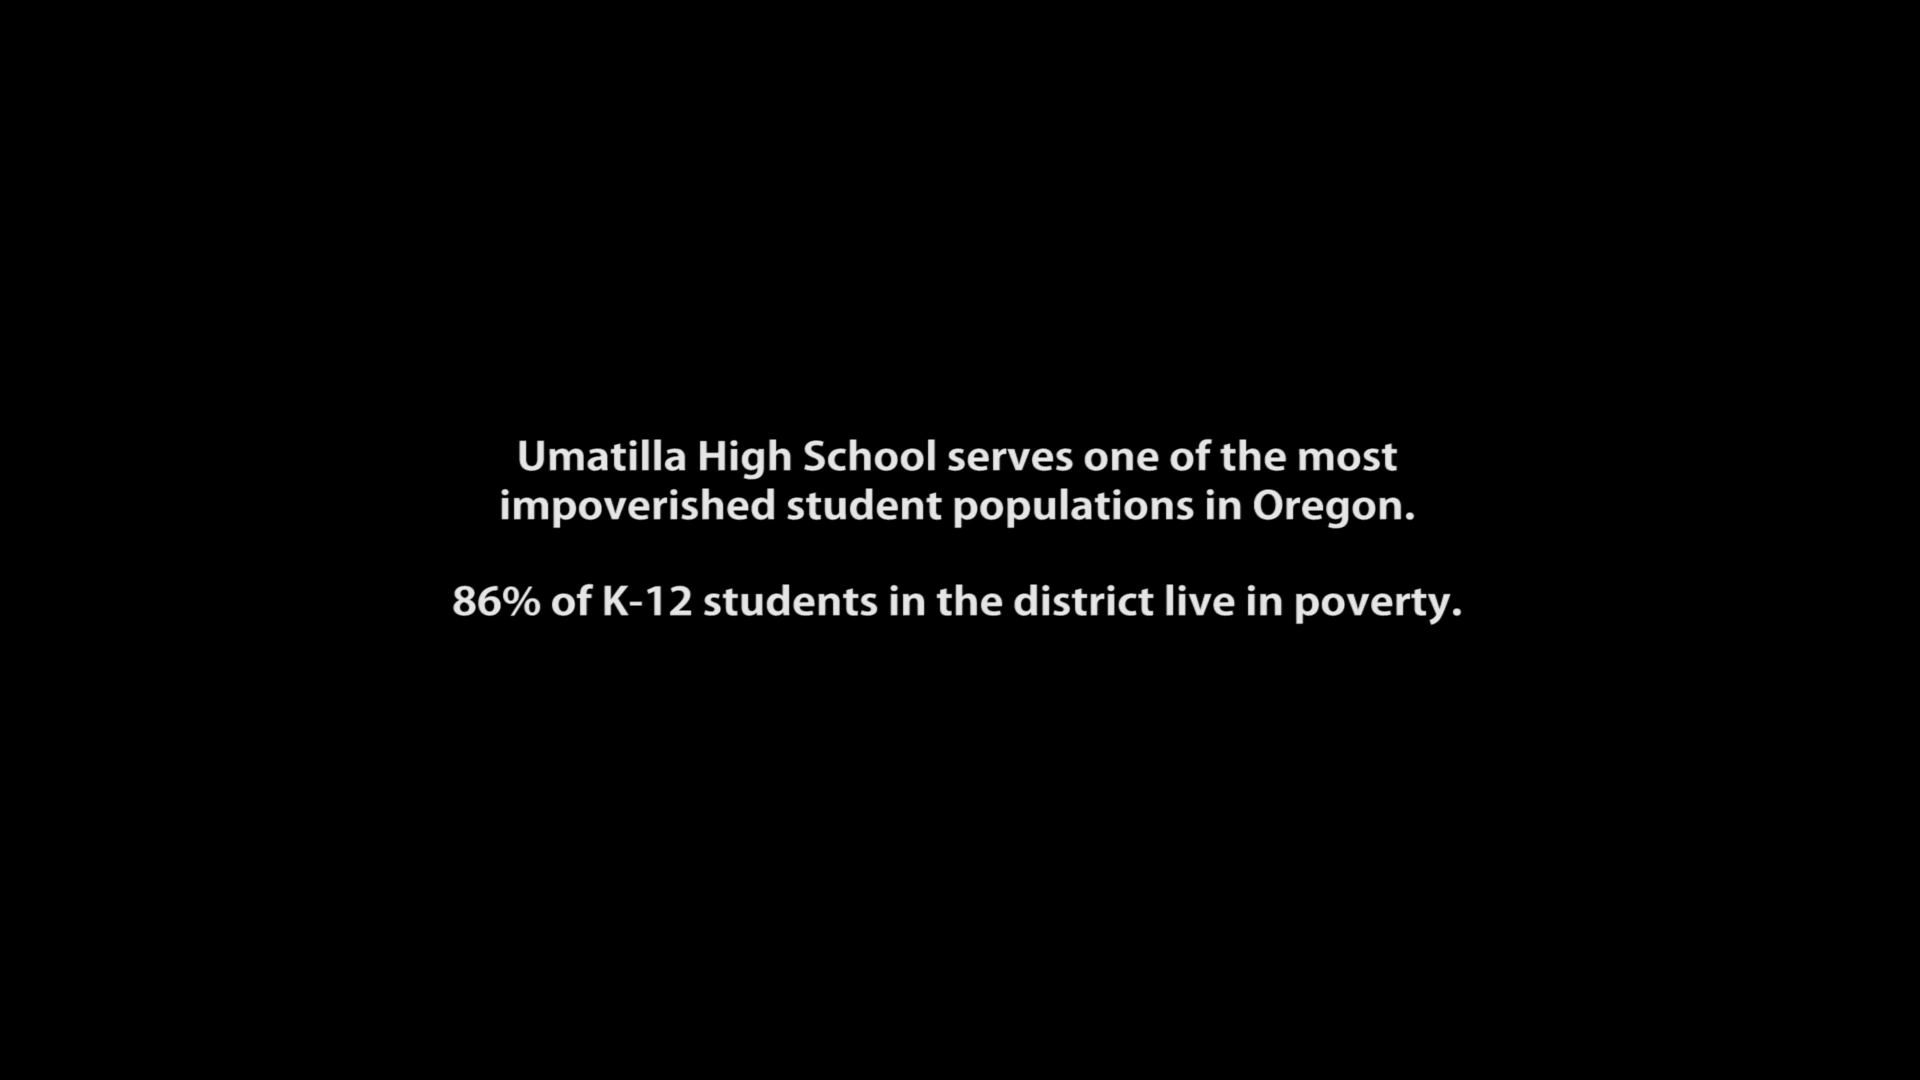 Umatilla High School serves one of the most
impoverished student populations in Oregon.
86% of K-12 students in the district live in poverty.